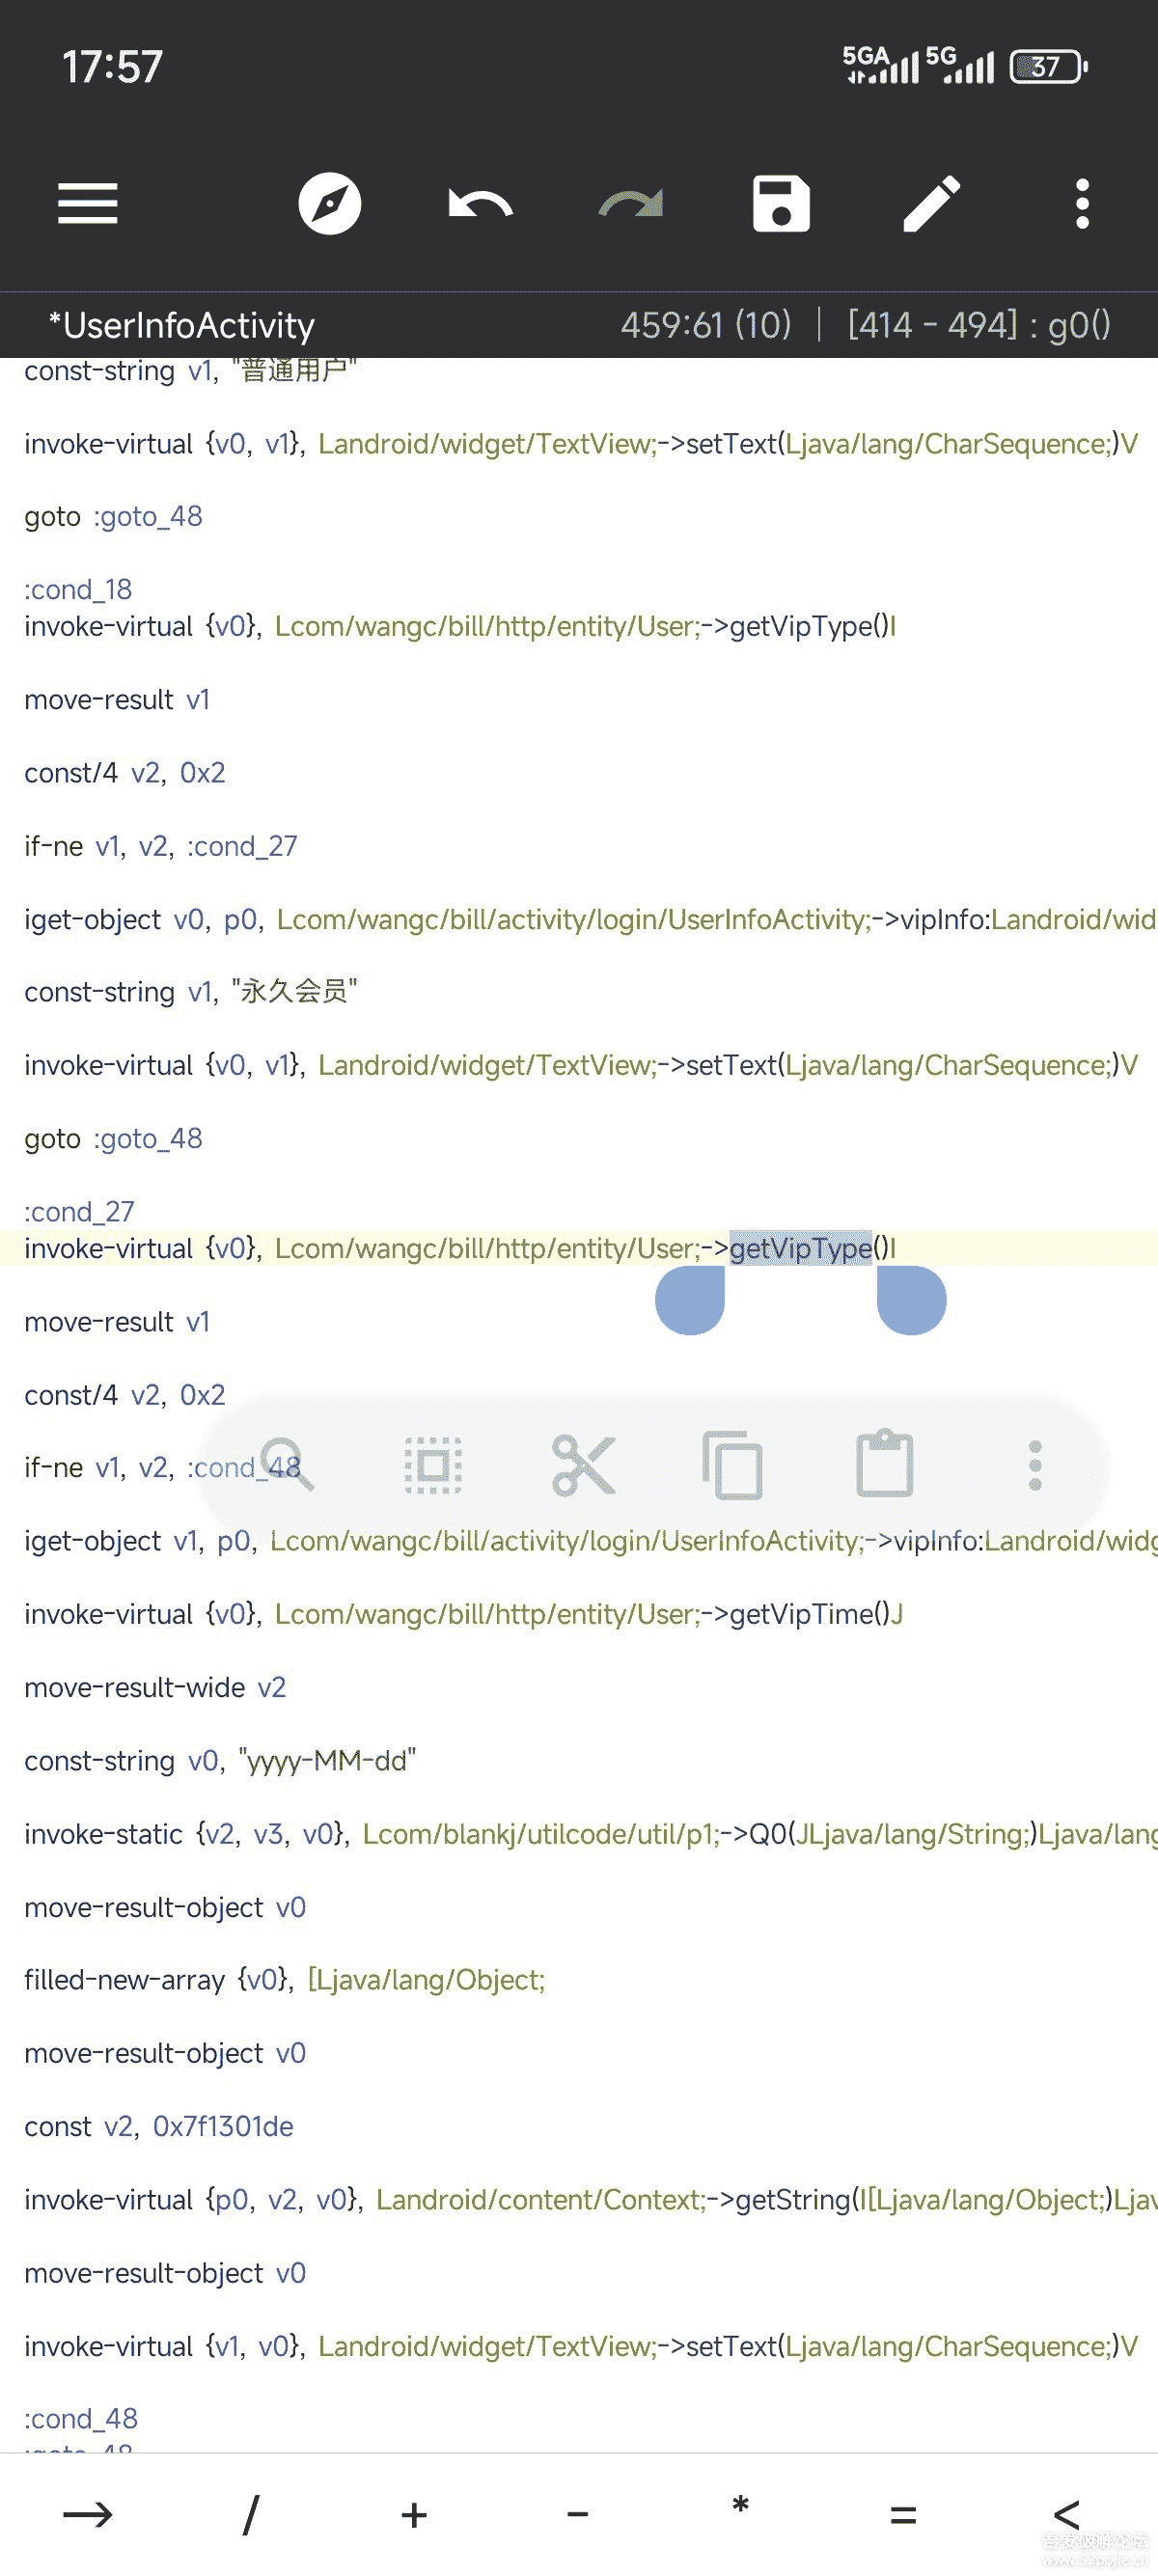 17:57
5GA 5G 37
*UserInfoActivity 459:61 (10) | [414 - 494] : g0()
const-string v1, "普通用户"
invoke-virtual {v0, v1}, Landroid/widget/TextView;->setText(Ljava/lang/CharSequence;)V
goto :goto_48
:cond_18
invoke-virtual {v0}, Lcom/wangc/bill/http/entity/User;->getVipType()I
move-result v1
const/4 v2, 0x2
if-ne v1, v2, :cond_27
iget-object v0, p0, Lcom/wangc/bill/activity/login/UserInfoActivity;->vipInfo:Landroid/wid
const-string v1, "永久会员"
invoke-virtual {v0, v1}, Landroid/widget/TextView;->setText(Ljava/lang/CharSequence;)V
goto :goto_48
:cond_27
invoke-virtual {v0}, Lcom/wangc/bill/http/entity/User;->getVipType()I
move-result v1
const/4 v2, 0x2
if-ne v1, v2, :cond_48
iget-object v1, p0, Lcom/wangc/bill/activity/login/UserInfoActivity;->vipInfo:Landroid/widg
invoke-virtual {v0}, Lcom/wangc/bill/http/entity/User;->getVipTime()J
move-result-wide v2
const-string v0, "yyyy-MM-dd"
invoke-static {v2, v3, v0}, Lcom/blankj/utilcode/util/p1;->Q0(JLjava/lang/String;)Ljava/lang
move-result-object v0
filled-new-array {v0}, [Ljava/lang/Object;
move-result-object v0
const v2, 0x7f1301de
invoke-virtual {p0, v2, v0}, Landroid/content/Context;->getString(I[Ljava/lang/Object;)Ljav
move-result-object v0
invoke-virtual {v1, v0}, Landroid/widget/TextView;->setText(Ljava/lang/CharSequence;)V
:cond_48
:goto_48
→ / + - * = <
吾爱破解论坛
www.52pojie.cn